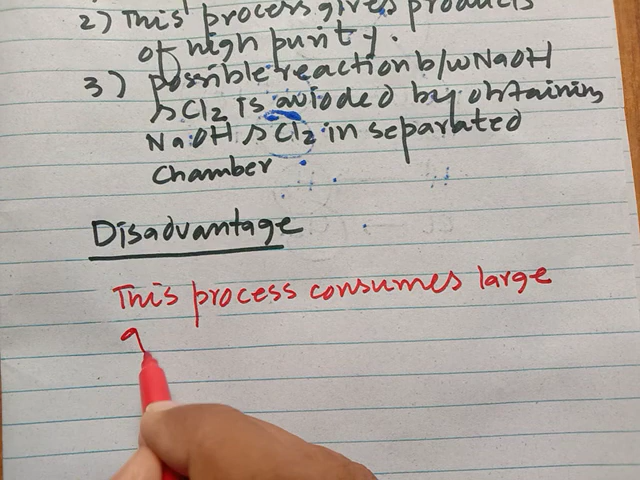 2) This process gives products
of high purity.
3) possible reaction b/w NaOH
& Cl2 is avioded by obtaining
NaOH & Cl2 in separated
chamber
Disadvantage
This process consumes large